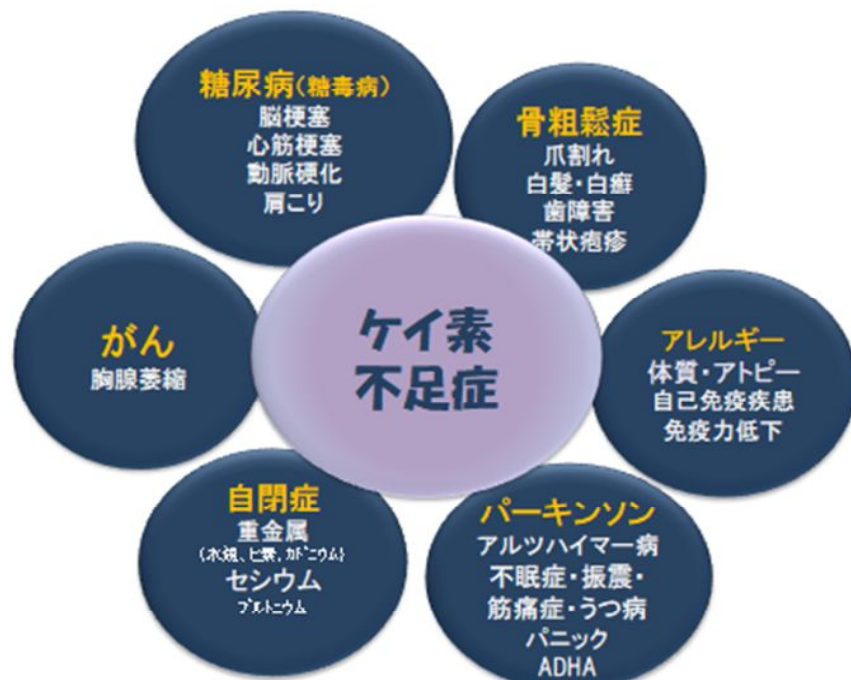 糖尿病(糖毒病)
脳梗塞
心筋梗塞
動脈硬化
肩こり
骨粗鬆症
爪割れ
白髪・白癬
歯障害
帯状疱疹
ケイ素
不足症
がん
胸腺萎縮
アレルギー
体質・アトピー
自己免疫疾患
免疫力低下
自閉症
重金属
(水銀、ヒ素、カドニウム)
セシウム
プルトニウム
パーキンソン
アルツハイマー病
不眠症・振震・
筋痛症・うつ病
パニック
ADHA